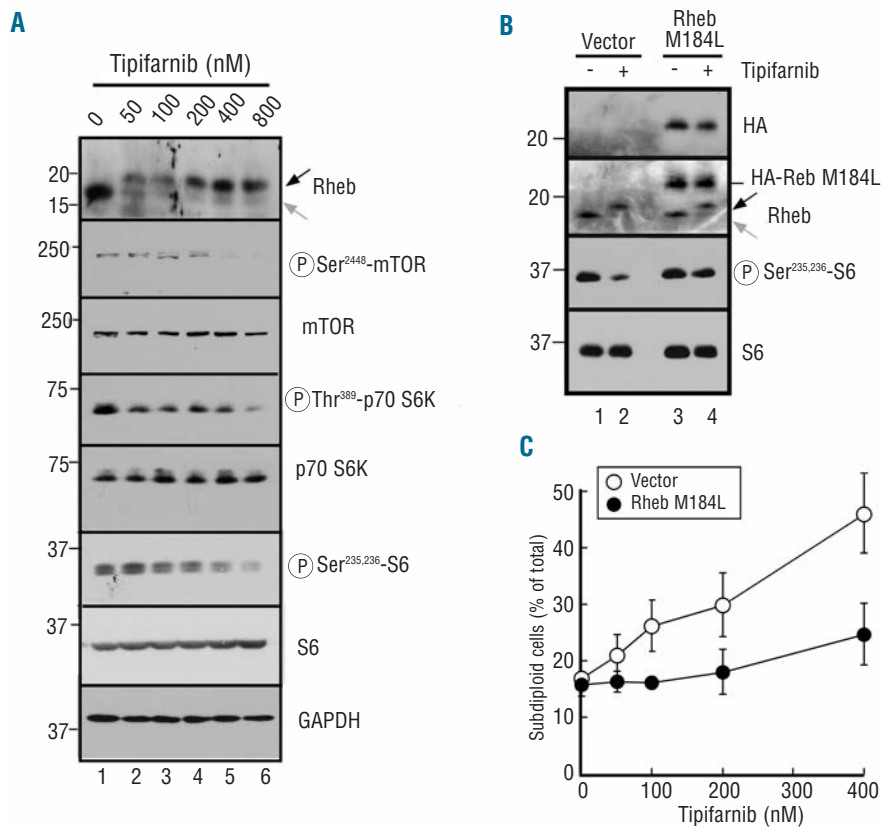 A
Tipifarnib (nM)
0 50 100 200 400 800
20
15
Rheb
250
P Ser2448-mTOR
250
mTOR
75
P Thr389-p70 S6K
75
p70 S6K
37
P Ser235,236-S6
37
S6
37
GAPDH
1 2 3 4 5 6
B
Vector
Rheb
M184L
- + - + Tipifarnib
20
HA
20
HA-Reb M184L
Rheb
37
P Ser235,236-S6
37
S6
1 2 3 4
C
Vector
Rheb M184L
Subdiploid cells (% of total)
50
40
30
20
10
0
0 100 200 300 400
Tipifarnib (nM)